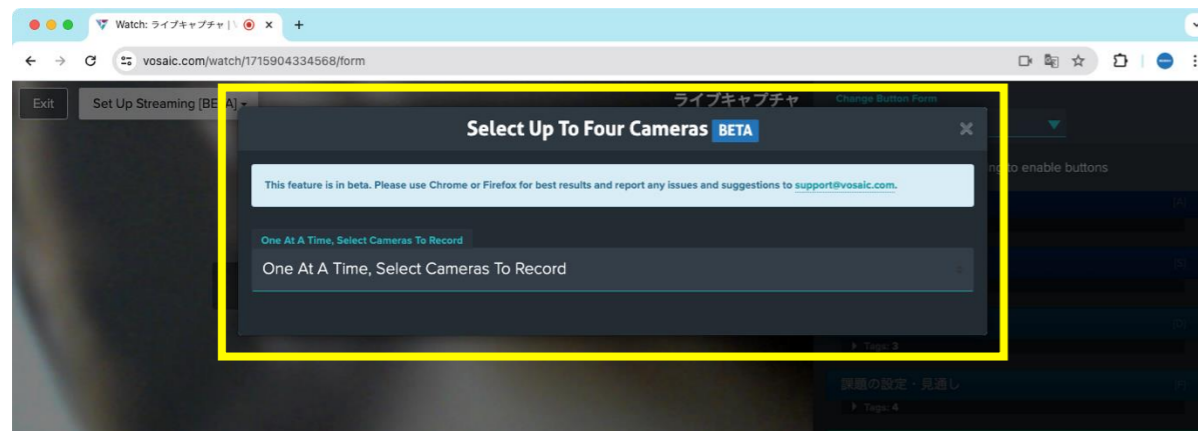 Watch: ライブキャプチャ |
vosaic.com/watch/1715904334568/form
Exit
Set Up Streaming [BETA]
ライブキャプチャ
Change Button Form
Select Up To Four Cameras BETA
to enable buttons
This feature is in beta. Please use Chrome or Firefox for best results and report any issues and suggestions to support@vosaic.com.
[A]
One At A Time, Select Cameras To Record
One At A Time, Select Cameras To Record
[S]
[D]
Tags: 3
課題の設定・見通し
[F]
Tags: 4